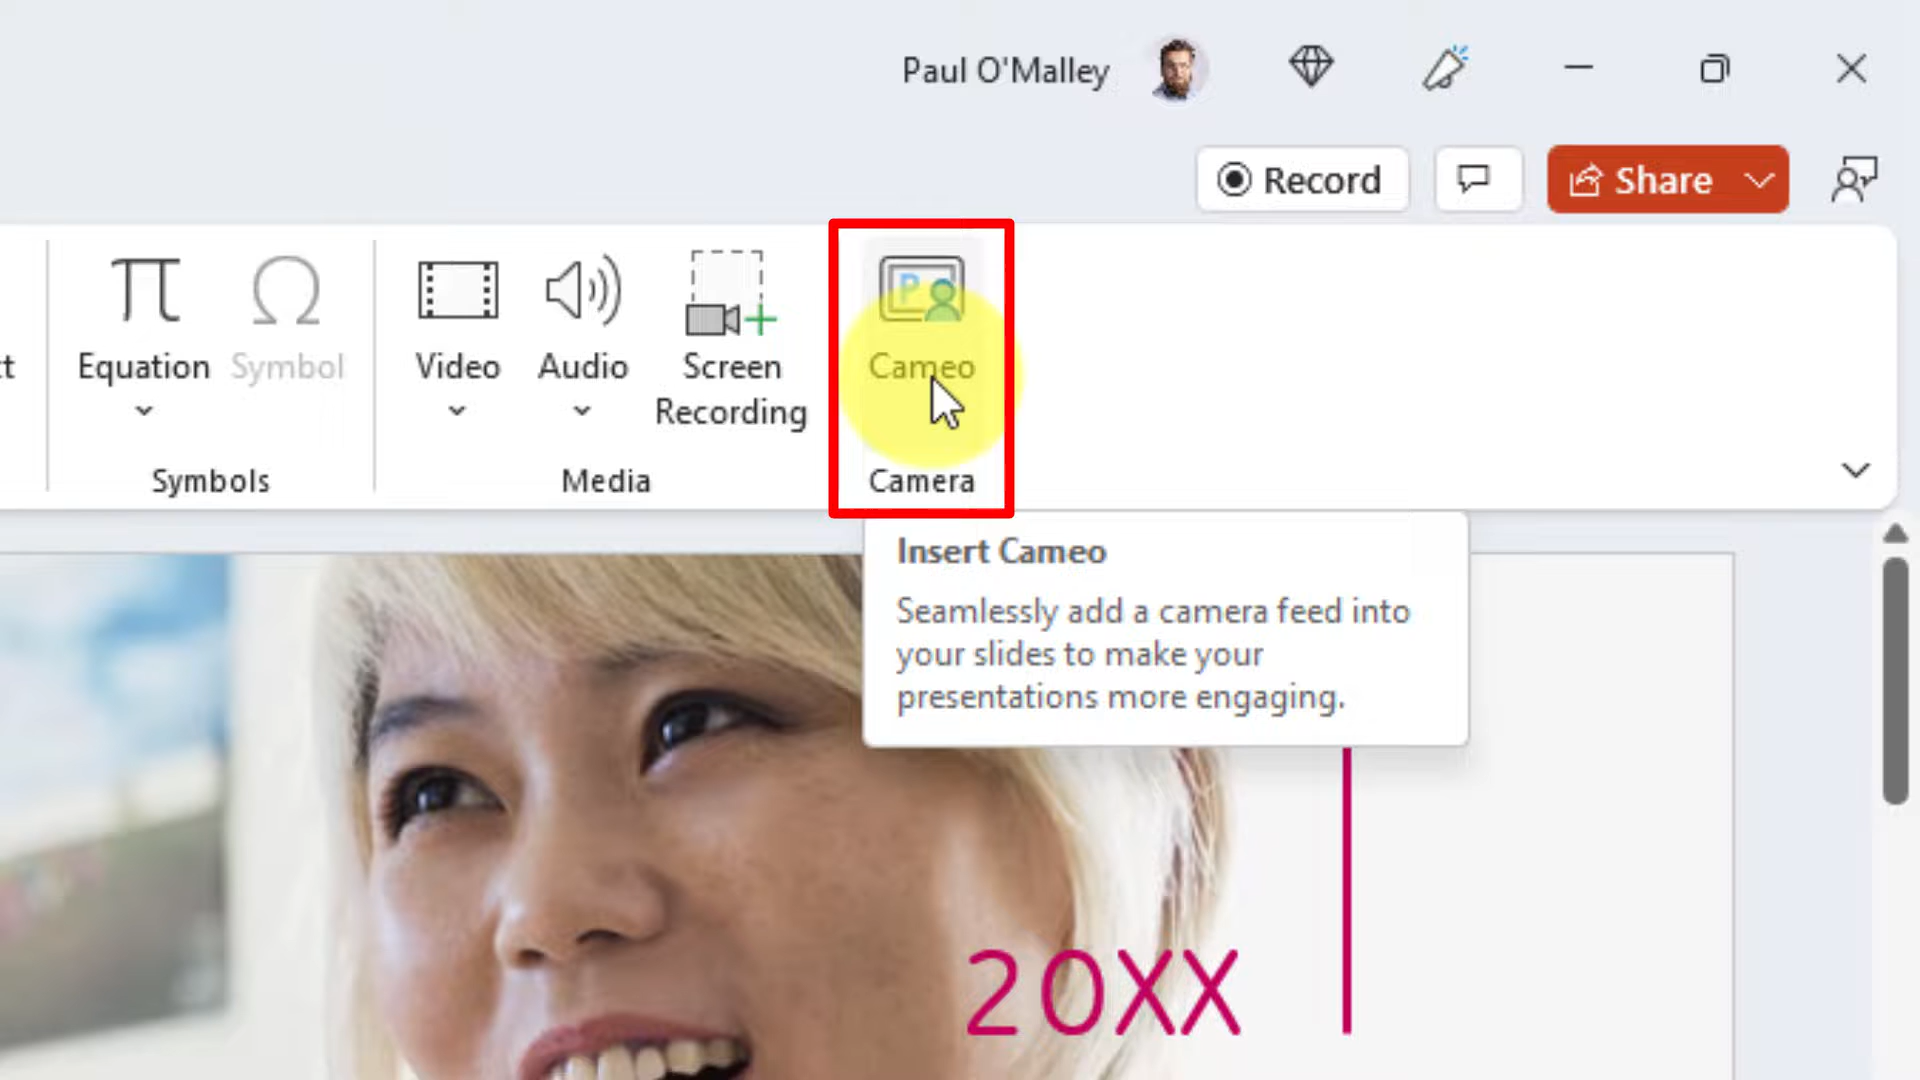 Paul O'Malley
Record
Share
Equation
Symbol
Video
Audio
Screen
Recording
Cameo
Symbols
Media
Camera
Insert Cameo
Seamlessly add a camera feed into
your slides to make your
presentations more engaging.
20XX